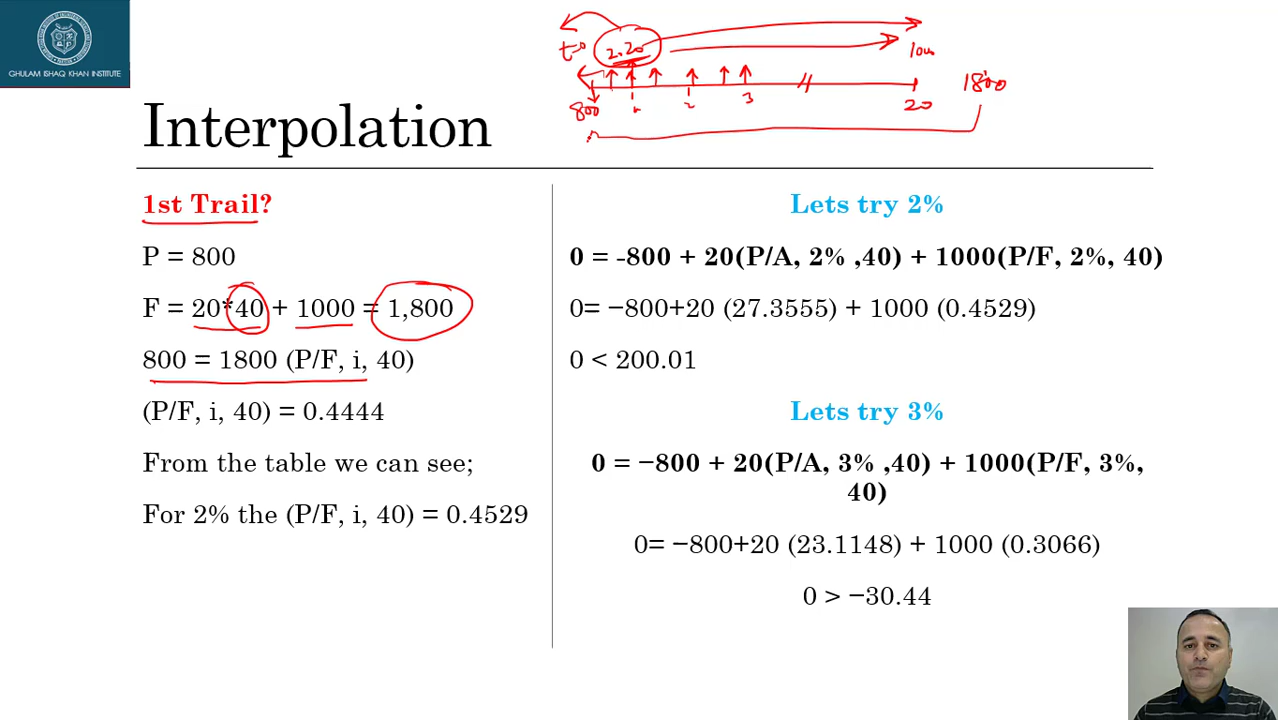 GHULAM ISHAQ KHAN INSTITUTE
t=0
2.20
1000
800
1
2
3
20
1800
Interpolation
1st Trail?
P = 800
F = 20*40 + 1000 = 1,800
800 = 1800 (P/F, i, 40)
(P/F, i, 40) = 0.4444
From the table we can see;
For 2% the (P/F, i, 40) = 0.4529
Lets try 2%
0 = -800 + 20(P/A, 2% ,40) + 1000(P/F, 2%, 40)
0= −800+20 (27.3555) + 1000 (0.4529)
0 < 200.01
Lets try 3%
0 = −800 + 20(P/A, 3% ,40) + 1000(P/F, 3%,
40)
0= −800+20 (23.1148) + 1000 (0.3066)
0 > −30.44